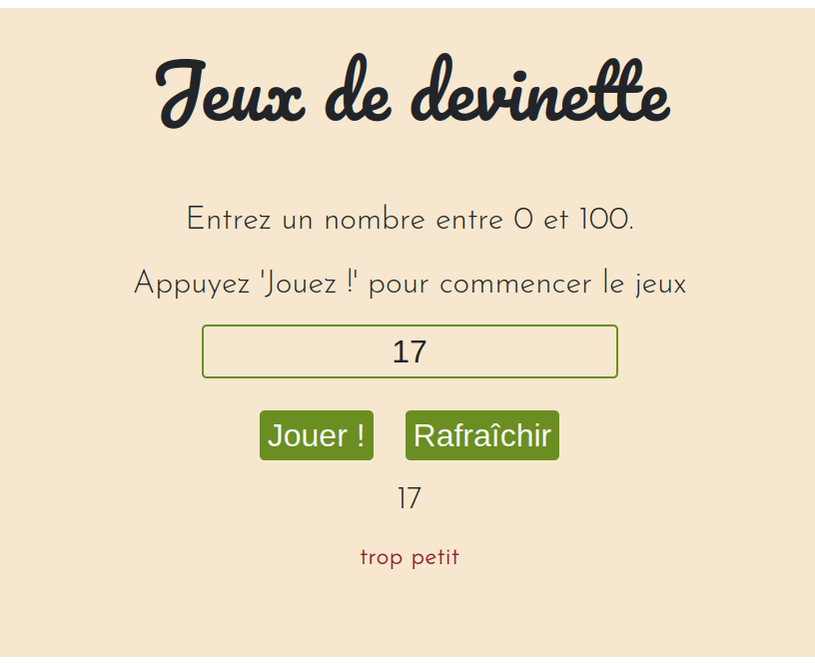 Jeux de devinette
Entrez un nombre entre 0 et 100.
Appuyez 'Jouez !' pour commencer le jeux
17
Jouer ! Rafraîchir
17
trop petit